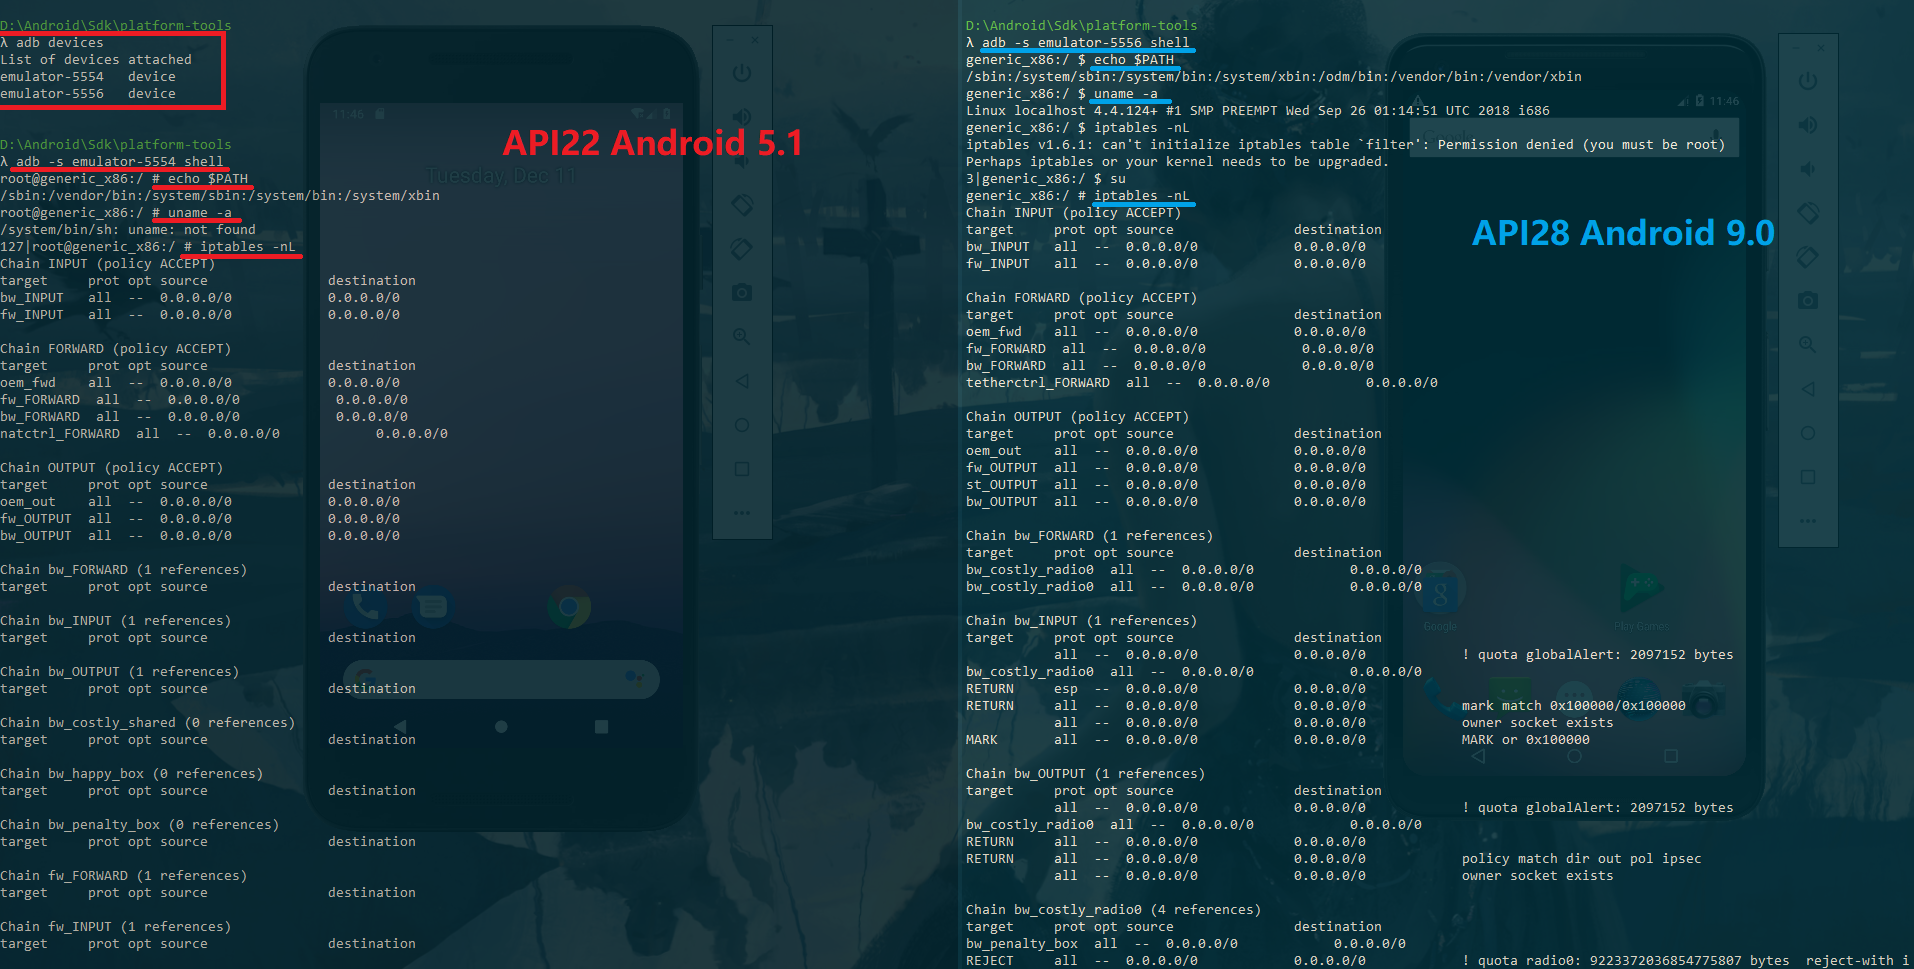 D:\Android\Sdk\platform-tools
λ adb devices
List of devices attached
emulator-5554   device
emulator-5556   device
D:\Android\Sdk\platform-tools
λ adb -s emulator-5554 shell
root@generic_x86:/ # echo $PATH
/sbin:/vendor/bin:/system/sbin:/system/bin:/system/xbin
root@generic_x86:/ # uname -a
/system/bin/sh: uname: not found
127|root@generic_x86:/ # iptables -nL
Chain INPUT (policy ACCEPT)
target     prot opt source               destination
bw_INPUT   all  --  0.0.0.0/0            0.0.0.0/0
fw_INPUT   all  --  0.0.0.0/0            0.0.0.0/0
Chain FORWARD (policy ACCEPT)
target     prot opt source               destination
oem_fwd    all  --  0.0.0.0/0            0.0.0.0/0
fw_FORWARD  all  --  0.0.0.0/0            0.0.0.0/0
bw_FORWARD  all  --  0.0.0.0/0            0.0.0.0/0
natctrl_FORWARD  all  --  0.0.0.0/0            0.0.0.0/0
Chain OUTPUT (policy ACCEPT)
target     prot opt source               destination
oem_out    all  --  0.0.0.0/0            0.0.0.0/0
fw_OUTPUT  all  --  0.0.0.0/0            0.0.0.0/0
bw_OUTPUT  all  --  0.0.0.0/0            0.0.0.0/0
Chain bw_FORWARD (1 references)
target     prot opt source               destination
Chain bw_INPUT (1 references)
target     prot opt source               destination
Chain bw_OUTPUT (1 references)
target     prot opt source               destination
Chain bw_costly_shared (0 references)
target     prot opt source               destination
Chain bw_happy_box (0 references)
target     prot opt source               destination
Chain bw_penalty_box (0 references)
target     prot opt source               destination
Chain fw_FORWARD (1 references)
target     prot opt source               destination
Chain fw_INPUT (1 references)
target     prot opt source               destination
11:46
API22 Android 5.1
Tuesday, Dec 11
D:\Android\Sdk\platform-tools
λ adb -s emulator-5556 shell
generic_x86:/ $ echo $PATH
/sbin:/system/sbin:/system/bin:/system/xbin:/odm/bin:/vendor/bin:/vendor/xbin
generic_x86:/ $ uname -a
Linux localhost 4.4.124+ #1 SMP PREEMPT Wed Sep 26 01:14:51 UTC 2018 i686
generic_x86:/ $ iptables -nL
iptables v1.6.1: can't initialize iptables table `filter': Permission denied (you must be root)
Perhaps iptables or your kernel needs to be upgraded.
3|generic_x86:/ $ su
generic_x86:/ # iptables -nL
Chain INPUT (policy ACCEPT)
target     prot opt source               destination
bw_INPUT   all  --  0.0.0.0/0            0.0.0.0/0
fw_INPUT   all  --  0.0.0.0/0            0.0.0.0/0
Chain FORWARD (policy ACCEPT)
target     prot opt source               destination
oem_fwd    all  --  0.0.0.0/0            0.0.0.0/0
fw_FORWARD  all  --  0.0.0.0/0            0.0.0.0/0
bw_FORWARD  all  --  0.0.0.0/0            0.0.0.0/0
tetherctrl_FORWARD  all  --  0.0.0.0/0            0.0.0.0/0
Chain OUTPUT (policy ACCEPT)
target     prot opt source               destination
oem_out    all  --  0.0.0.0/0            0.0.0.0/0
fw_OUTPUT  all  --  0.0.0.0/0            0.0.0.0/0
st_OUTPUT  all  --  0.0.0.0/0            0.0.0.0/0
bw_OUTPUT  all  --  0.0.0.0/0            0.0.0.0/0
Chain bw_FORWARD (1 references)
target     prot opt source               destination
bw_costly_radio0  all  --  0.0.0.0/0            0.0.0.0/0
bw_costly_radio0  all  --  0.0.0.0/0            0.0.0.0/0
Chain bw_INPUT (1 references)
target     prot opt source               destination
           all  --  0.0.0.0/0            0.0.0.0/0            ! quota globalAlert: 2097152 bytes
bw_costly_radio0  all  --  0.0.0.0/0            0.0.0.0/0
RETURN     esp  --  0.0.0.0/0            0.0.0.0/0
RETURN     all  --  0.0.0.0/0            0.0.0.0/0            mark match 0x100000/0x100000
           all  --  0.0.0.0/0            0.0.0.0/0            owner socket exists
MARK       all  --  0.0.0.0/0            0.0.0.0/0            MARK or 0x100000
Chain bw_OUTPUT (1 references)
target     prot opt source               destination
           all  --  0.0.0.0/0            0.0.0.0/0            ! quota globalAlert: 2097152 bytes
bw_costly_radio0  all  --  0.0.0.0/0            0.0.0.0/0
RETURN     all  --  0.0.0.0/0            0.0.0.0/0
RETURN     all  --  0.0.0.0/0            0.0.0.0/0            policy match dir out pol ipsec
           all  --  0.0.0.0/0            0.0.0.0/0            owner socket exists
Chain bw_costly_radio0 (4 references)
target     prot opt source               destination
bw_penalty_box  all  --  0.0.0.0/0            0.0.0.0/0
REJECT     all  --  0.0.0.0/0            0.0.0.0/0            ! quota radio0: 9223372036854775807 bytes  reject-with i
11:46
API28 Android 9.0
Google
Play Games